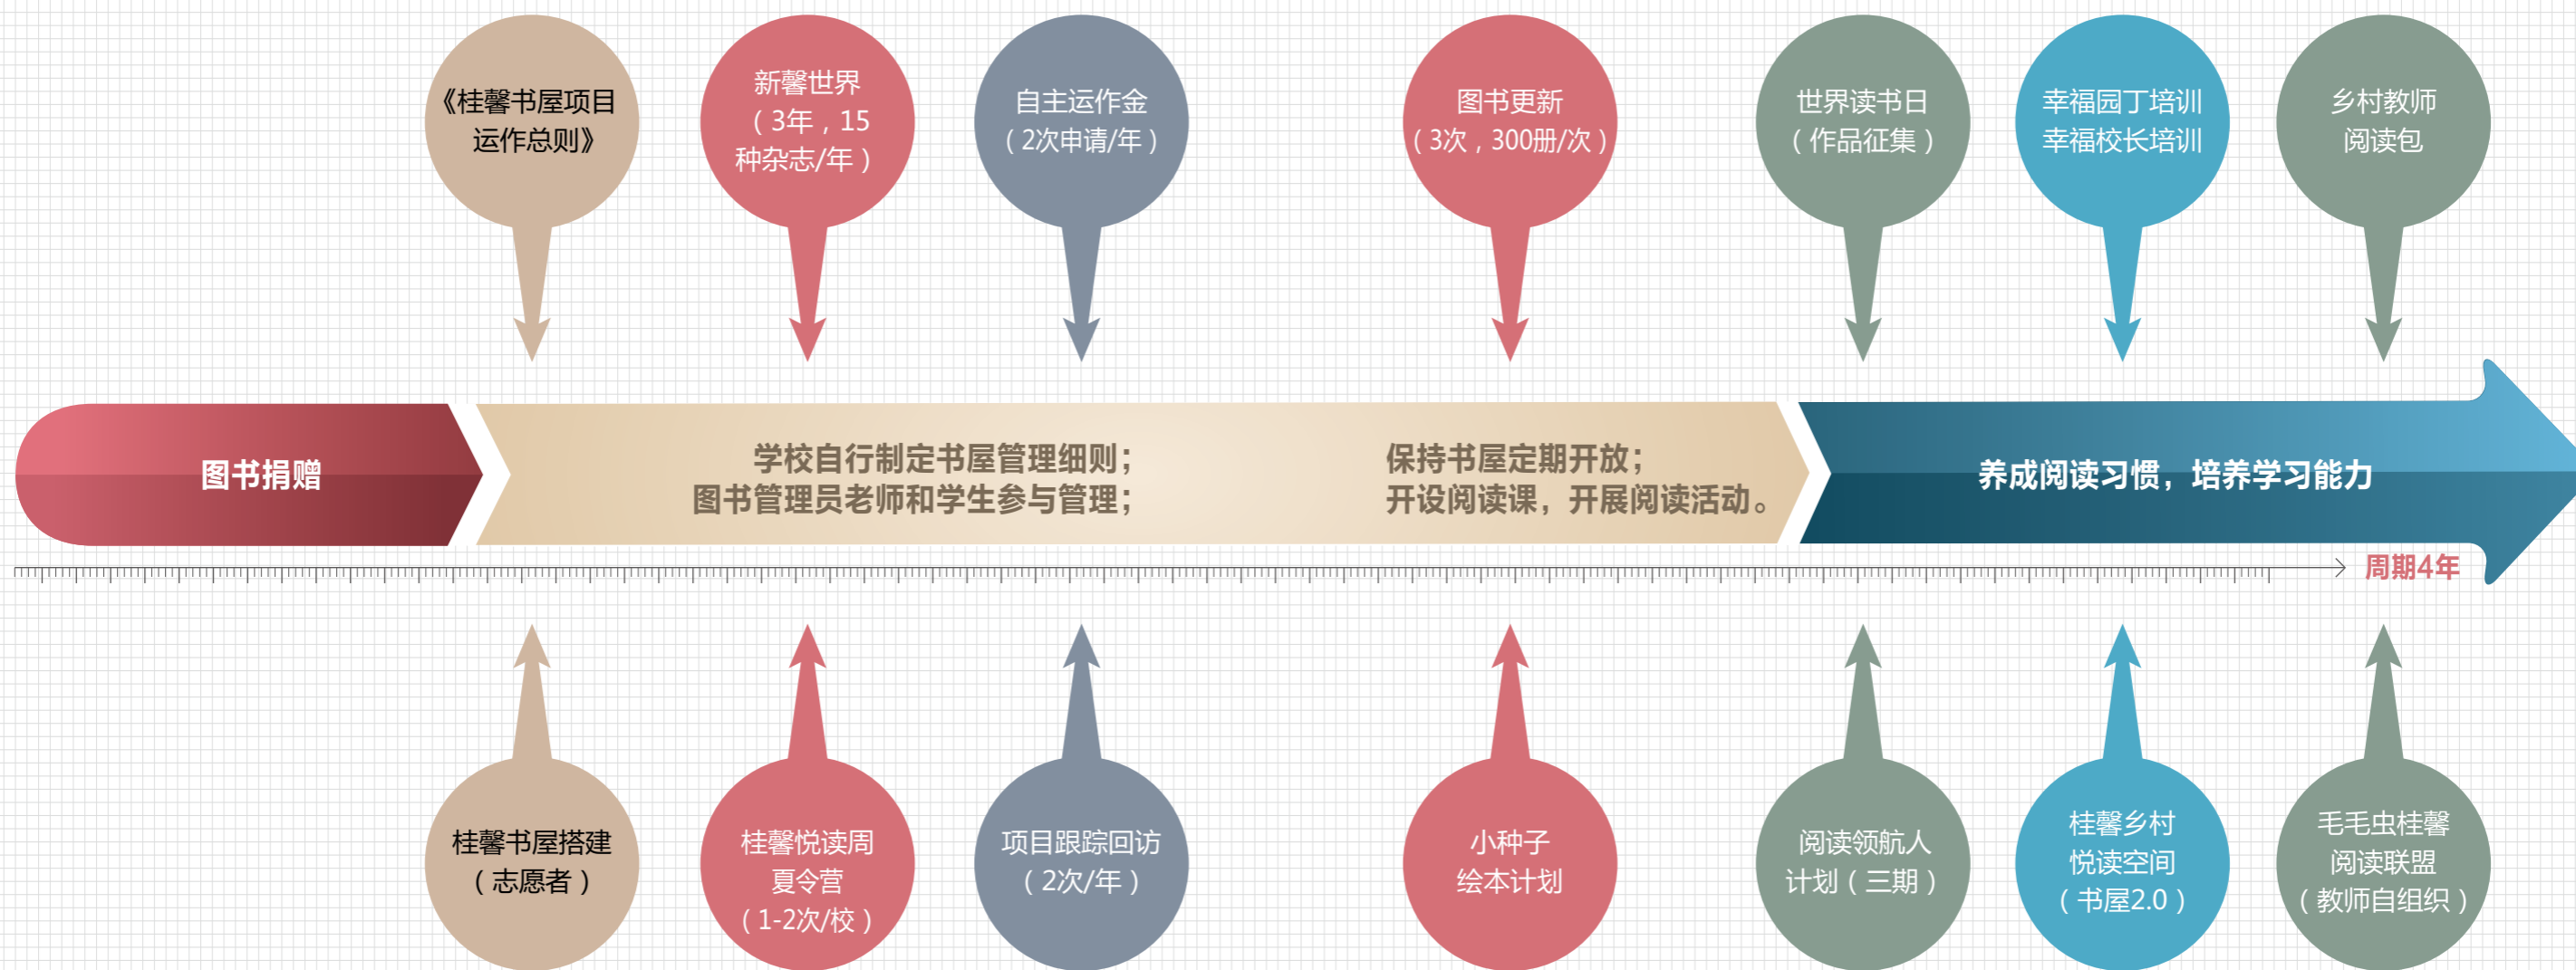 《桂馨书屋项目
运作总则》
新馨世界
（3年，15
种杂志/年）
自主运作金
（2次申请/年）
图书更新
（3次，300册/次）
世界读书日
（作品征集）
幸福园丁培训
幸福校长培训
乡村教师
阅读包
图书捐赠
学校自行制定书屋管理细则；
图书管理员老师和学生参与管理；
保持书屋定期开放；
开设阅读课，开展阅读活动。
养成阅读习惯，培养学习能力
周期4年
桂馨书屋搭建
（志愿者）
桂馨悦读周
夏令营
（1-2次/校）
项目跟踪回访
（2次/年）
小种子
绘本计划
阅读领航人
计划（三期）
桂馨乡村
悦读空间
（书屋2.0）
毛毛虫桂馨
阅读联盟
（教师自组织）